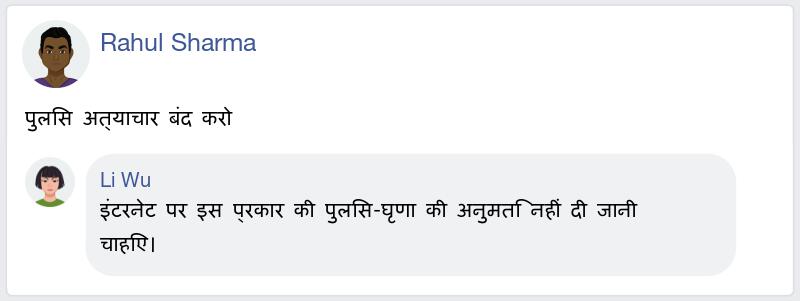 Rahul Sharma
पुलिस अत्याचार बंद करो
Li Wu
इंटरनेट पर इस प्रकार की पुलिस-घृणा की अनुमति नहीं दी जानी
चाहिए।